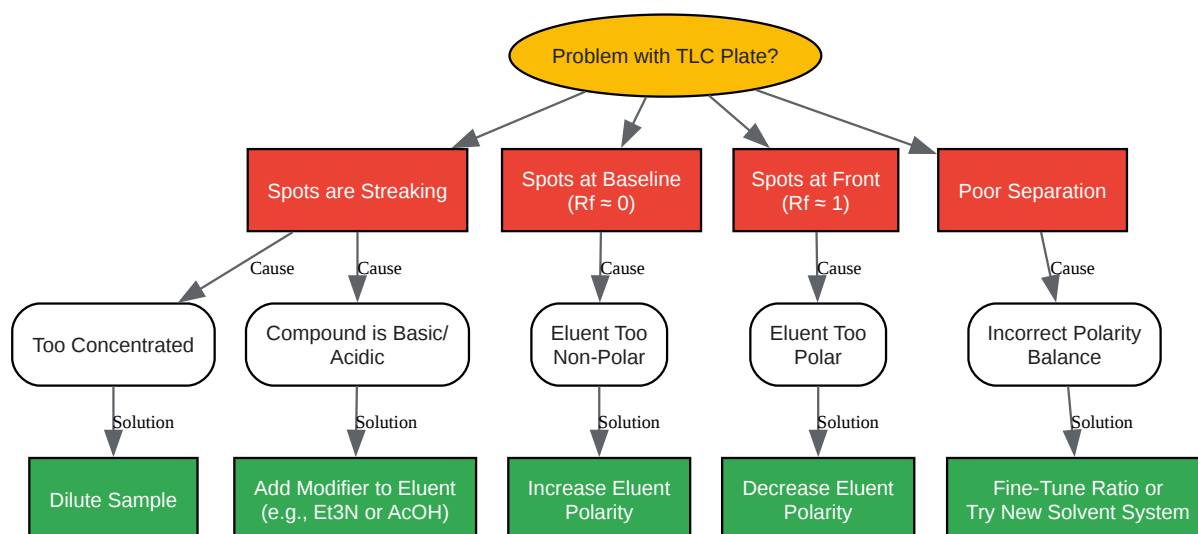 Problem with TLC Plate?
Spots are Streaking
Spots at Baseline
(Rf ≈ 0)
Spots at Front
(Rf ≈ 1)
Poor Separation
Cause
Cause
Cause
Cause
Cause
Too Concentrated
Compound is Basic/
Acidic
Eluent Too
Non-Polar
Eluent Too
Polar
Incorrect Polarity
Balance
Solution
Solution
Solution
Solution
Solution
Dilute Sample
Add Modifier to Eluent
(e.g., Et3N or AcOH)
Increase Eluent
Polarity
Decrease Eluent
Polarity
Fine-Tune Ratio or
Try New Solvent System